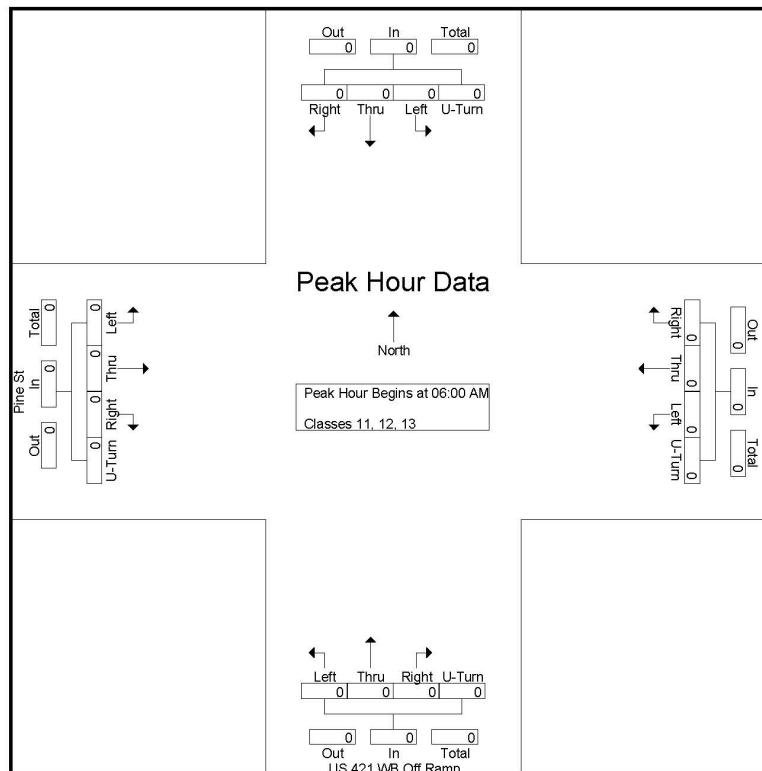 Out In Total
0 0 0
0 0 0 0
Right Thru Left U-Turn
Peak Hour Data
North
Peak Hour Begins at 06:00 AM
Classes 11, 12, 13
Pine St
Total In Out
0 0 0
0 0 0 0
Left Thru Right U-Turn
Out In Total
0 0 0
0 0 0 0
Right Thru Left U-Turn
Left Thru Right U-Turn
0 0 0 0
0 0 0
Out In Total
US 421 WB Off Ramp